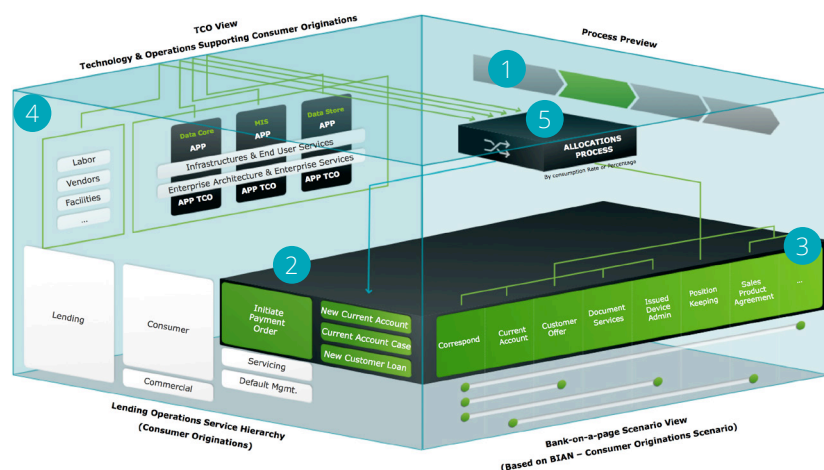 TCO View
Technology & Operations Supporting Consumer Originations
Process Preview
1
4
5
Data Core
APP
MIS
APP
Data Store
APP
ALLOCATIONS
PROCESS
By consumption Rate or Percentage
Labor
Vendors
Facilities
...
Infrastructures & End User Services
Enterprise Architecture & Enterprise Services
APP TCO
APP TCO
APP TCO
2
3
Lending
Consumer
Commercial
Initiate
Payment
Order
Servicing
Default Mgmt.
New Current Account
Current Account Case
New Customer Loan
Correspond
Current
Account
Customer
Offer
Document
Services
Issued
Device
Admin
Position
Keeping
Sales
Product
Agreement
...
Lending Operations Service Hierarchy
(Consumer Originations)
Bank-on-a-page Scenario View
(Based on BIAN – Consumer Originations Scenario)